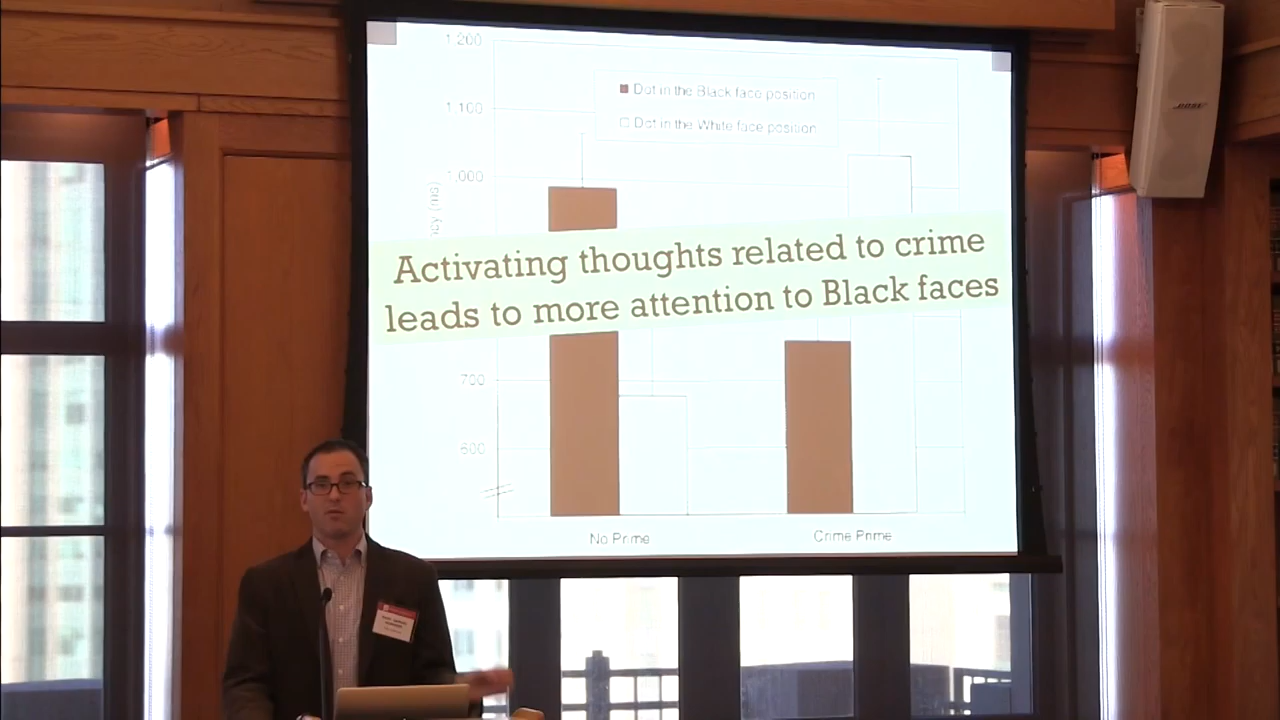 1,200
Dot in the Black face position
1,100
Dot in the White face position
BOSE
1,000
(ms)
Activating thoughts related to crime
leads to more attention to Black faces
700
600
No Prime
Crime Prime